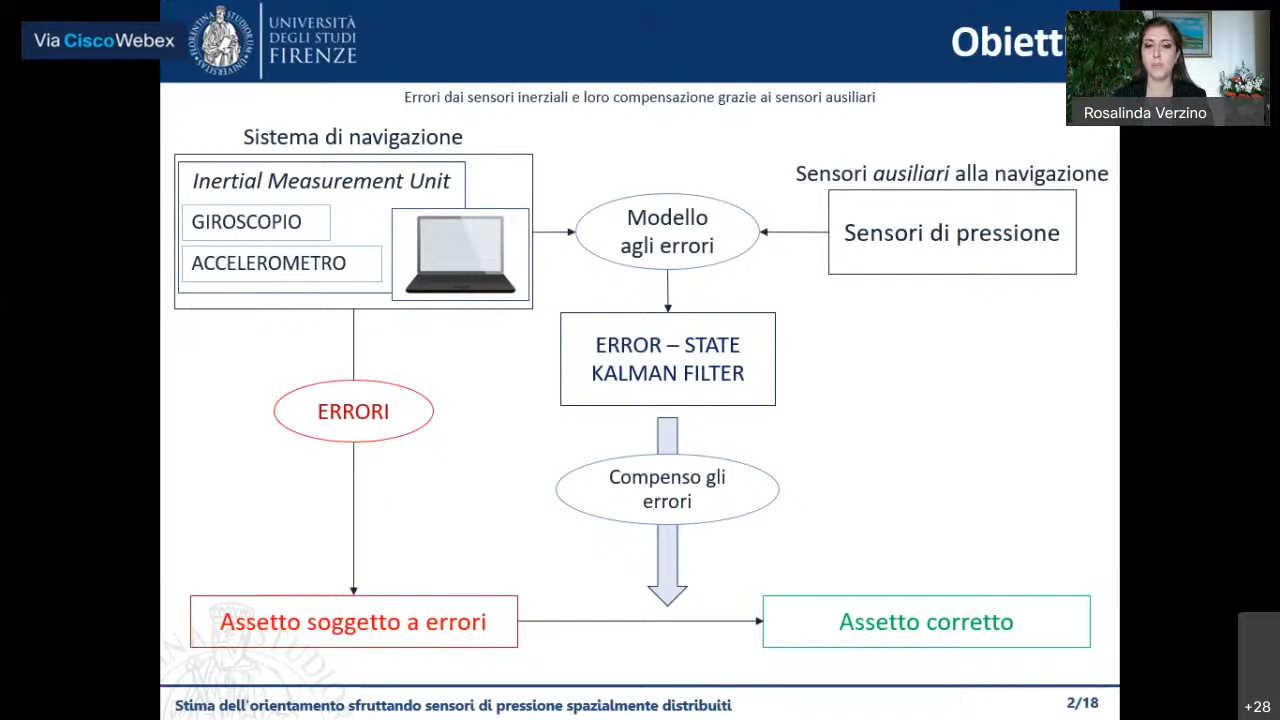 Via CiscoWebex
UNIVERSITÀ
DEGLI STUDI
FIRENZE
Obiett
Rosalinda Verzino
Errori dai sensori inerziali e loro compensazione grazie ai sensori ausiliari
Sistema di navigazione
Inertial Measurement Unit
GIROSCOPIO
ACCELEROMETRO
Modello
agli errori
Sensori ausiliari alla navigazione
Sensori di pressione
ERROR – STATE
KALMAN FILTER
ERRORI
Compenso gli
errori
Assetto soggetto a errori
Assetto corretto
Stima dell'orientamento sfruttando sensori di pressione spazialmente distribuiti
2/18
+28